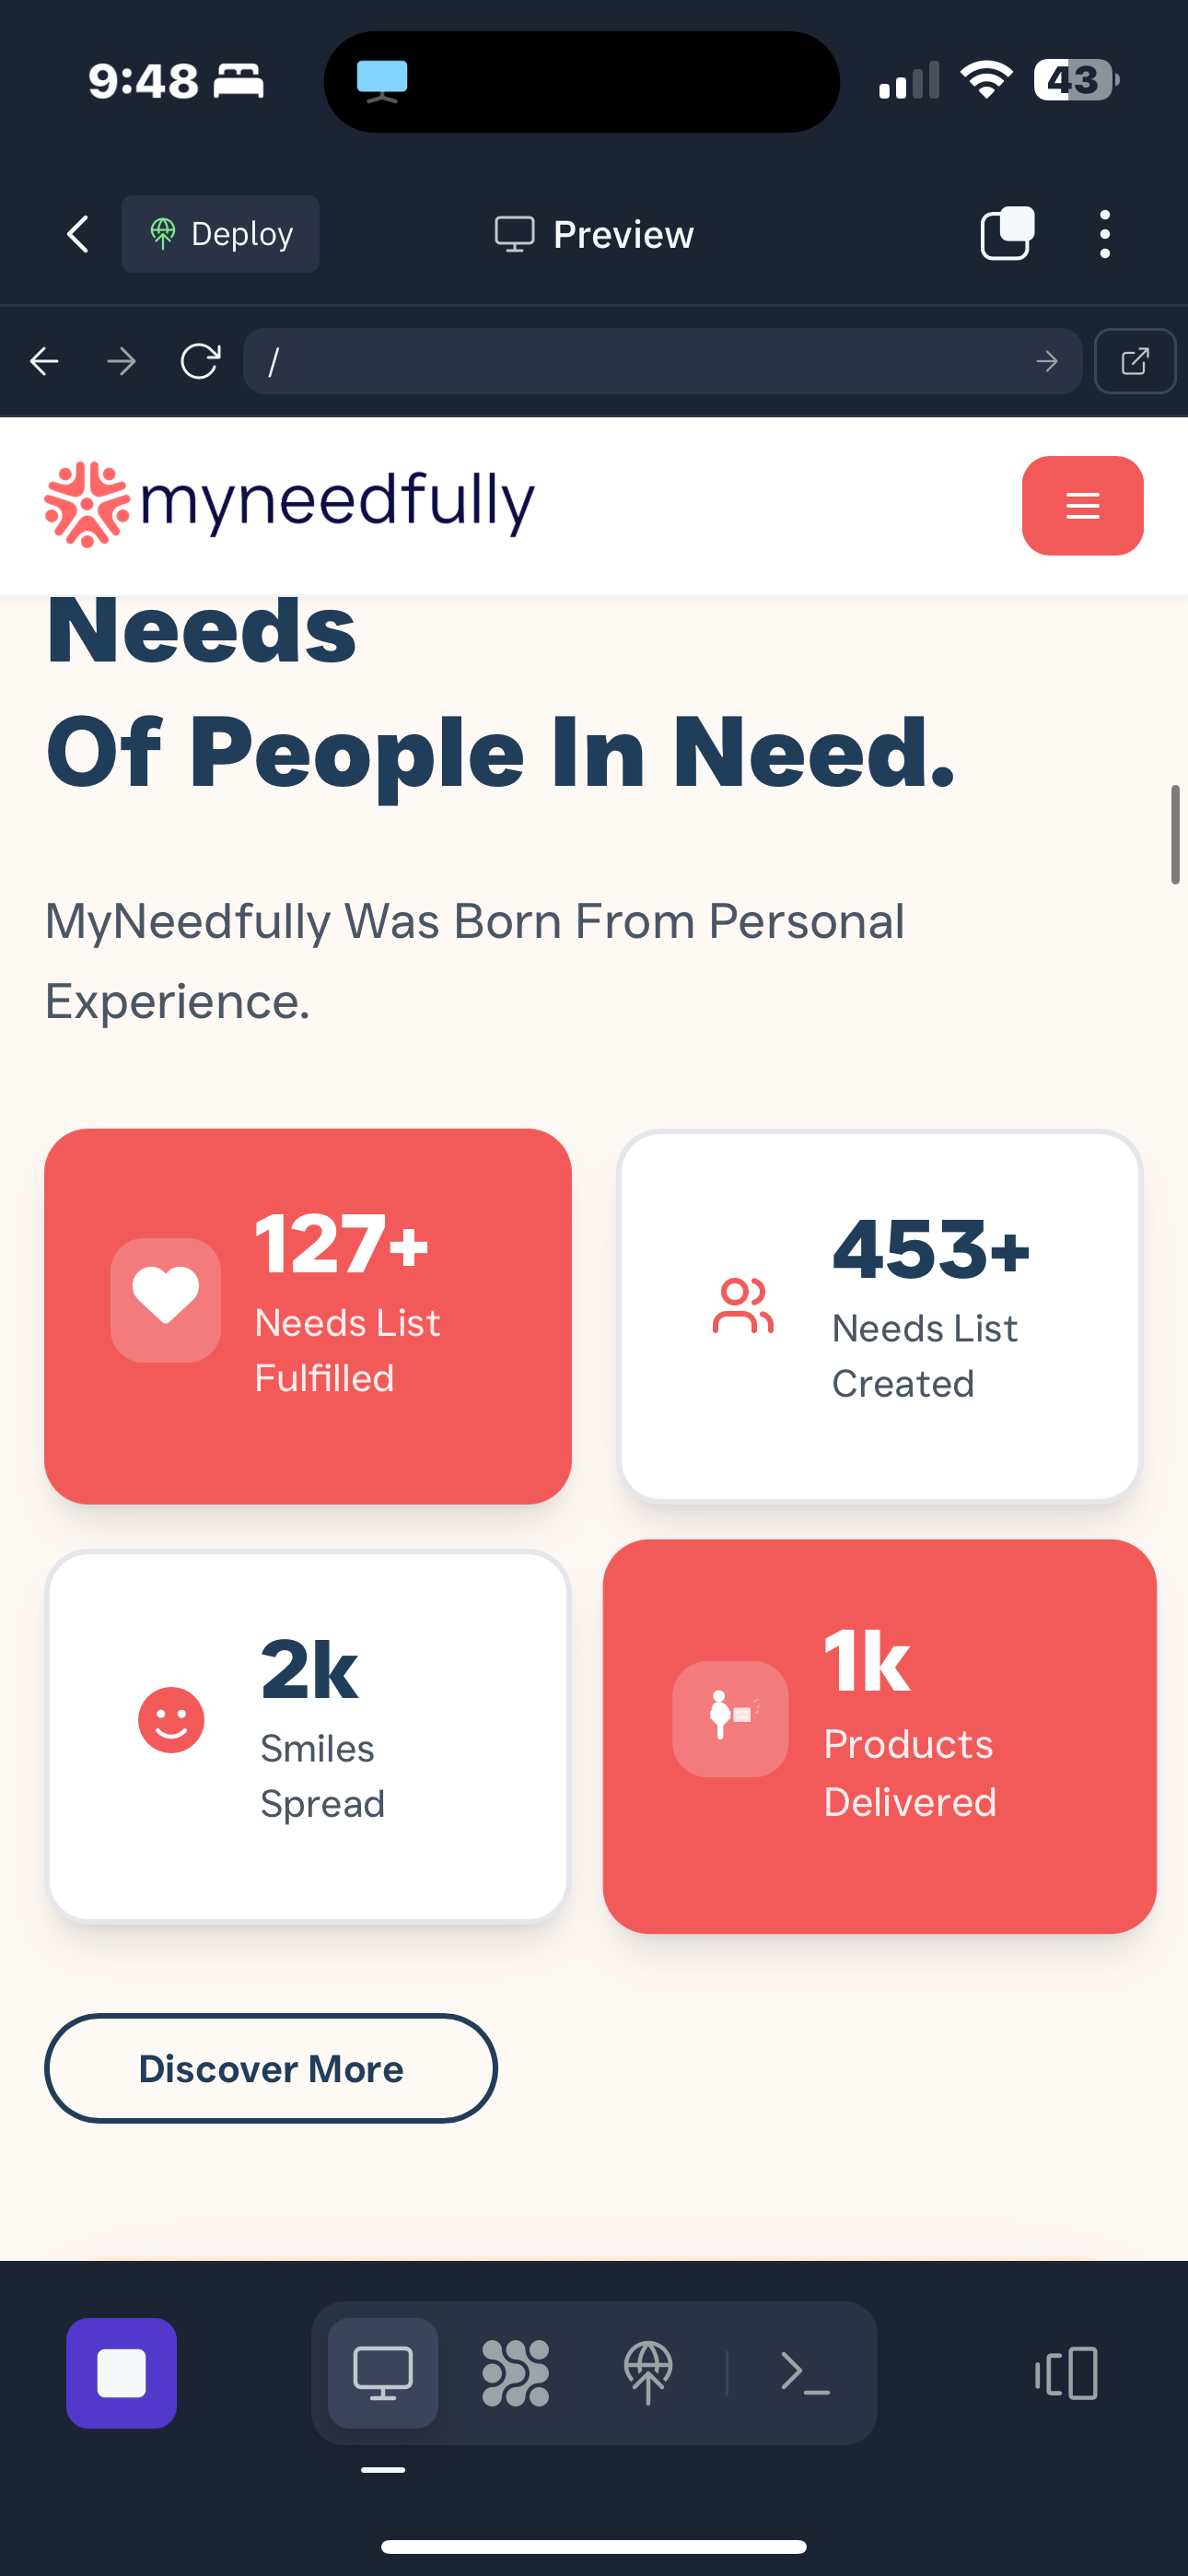 9:48
43
Deploy
Preview
/
myneedfully
Needs
Of People In Need.
MyNeedfully Was Born From Personal
Experience.
127+
Needs List
Fulfilled
453+
Needs List
Created
2k
Smiles
Spread
1k
Products
Delivered
Discover More